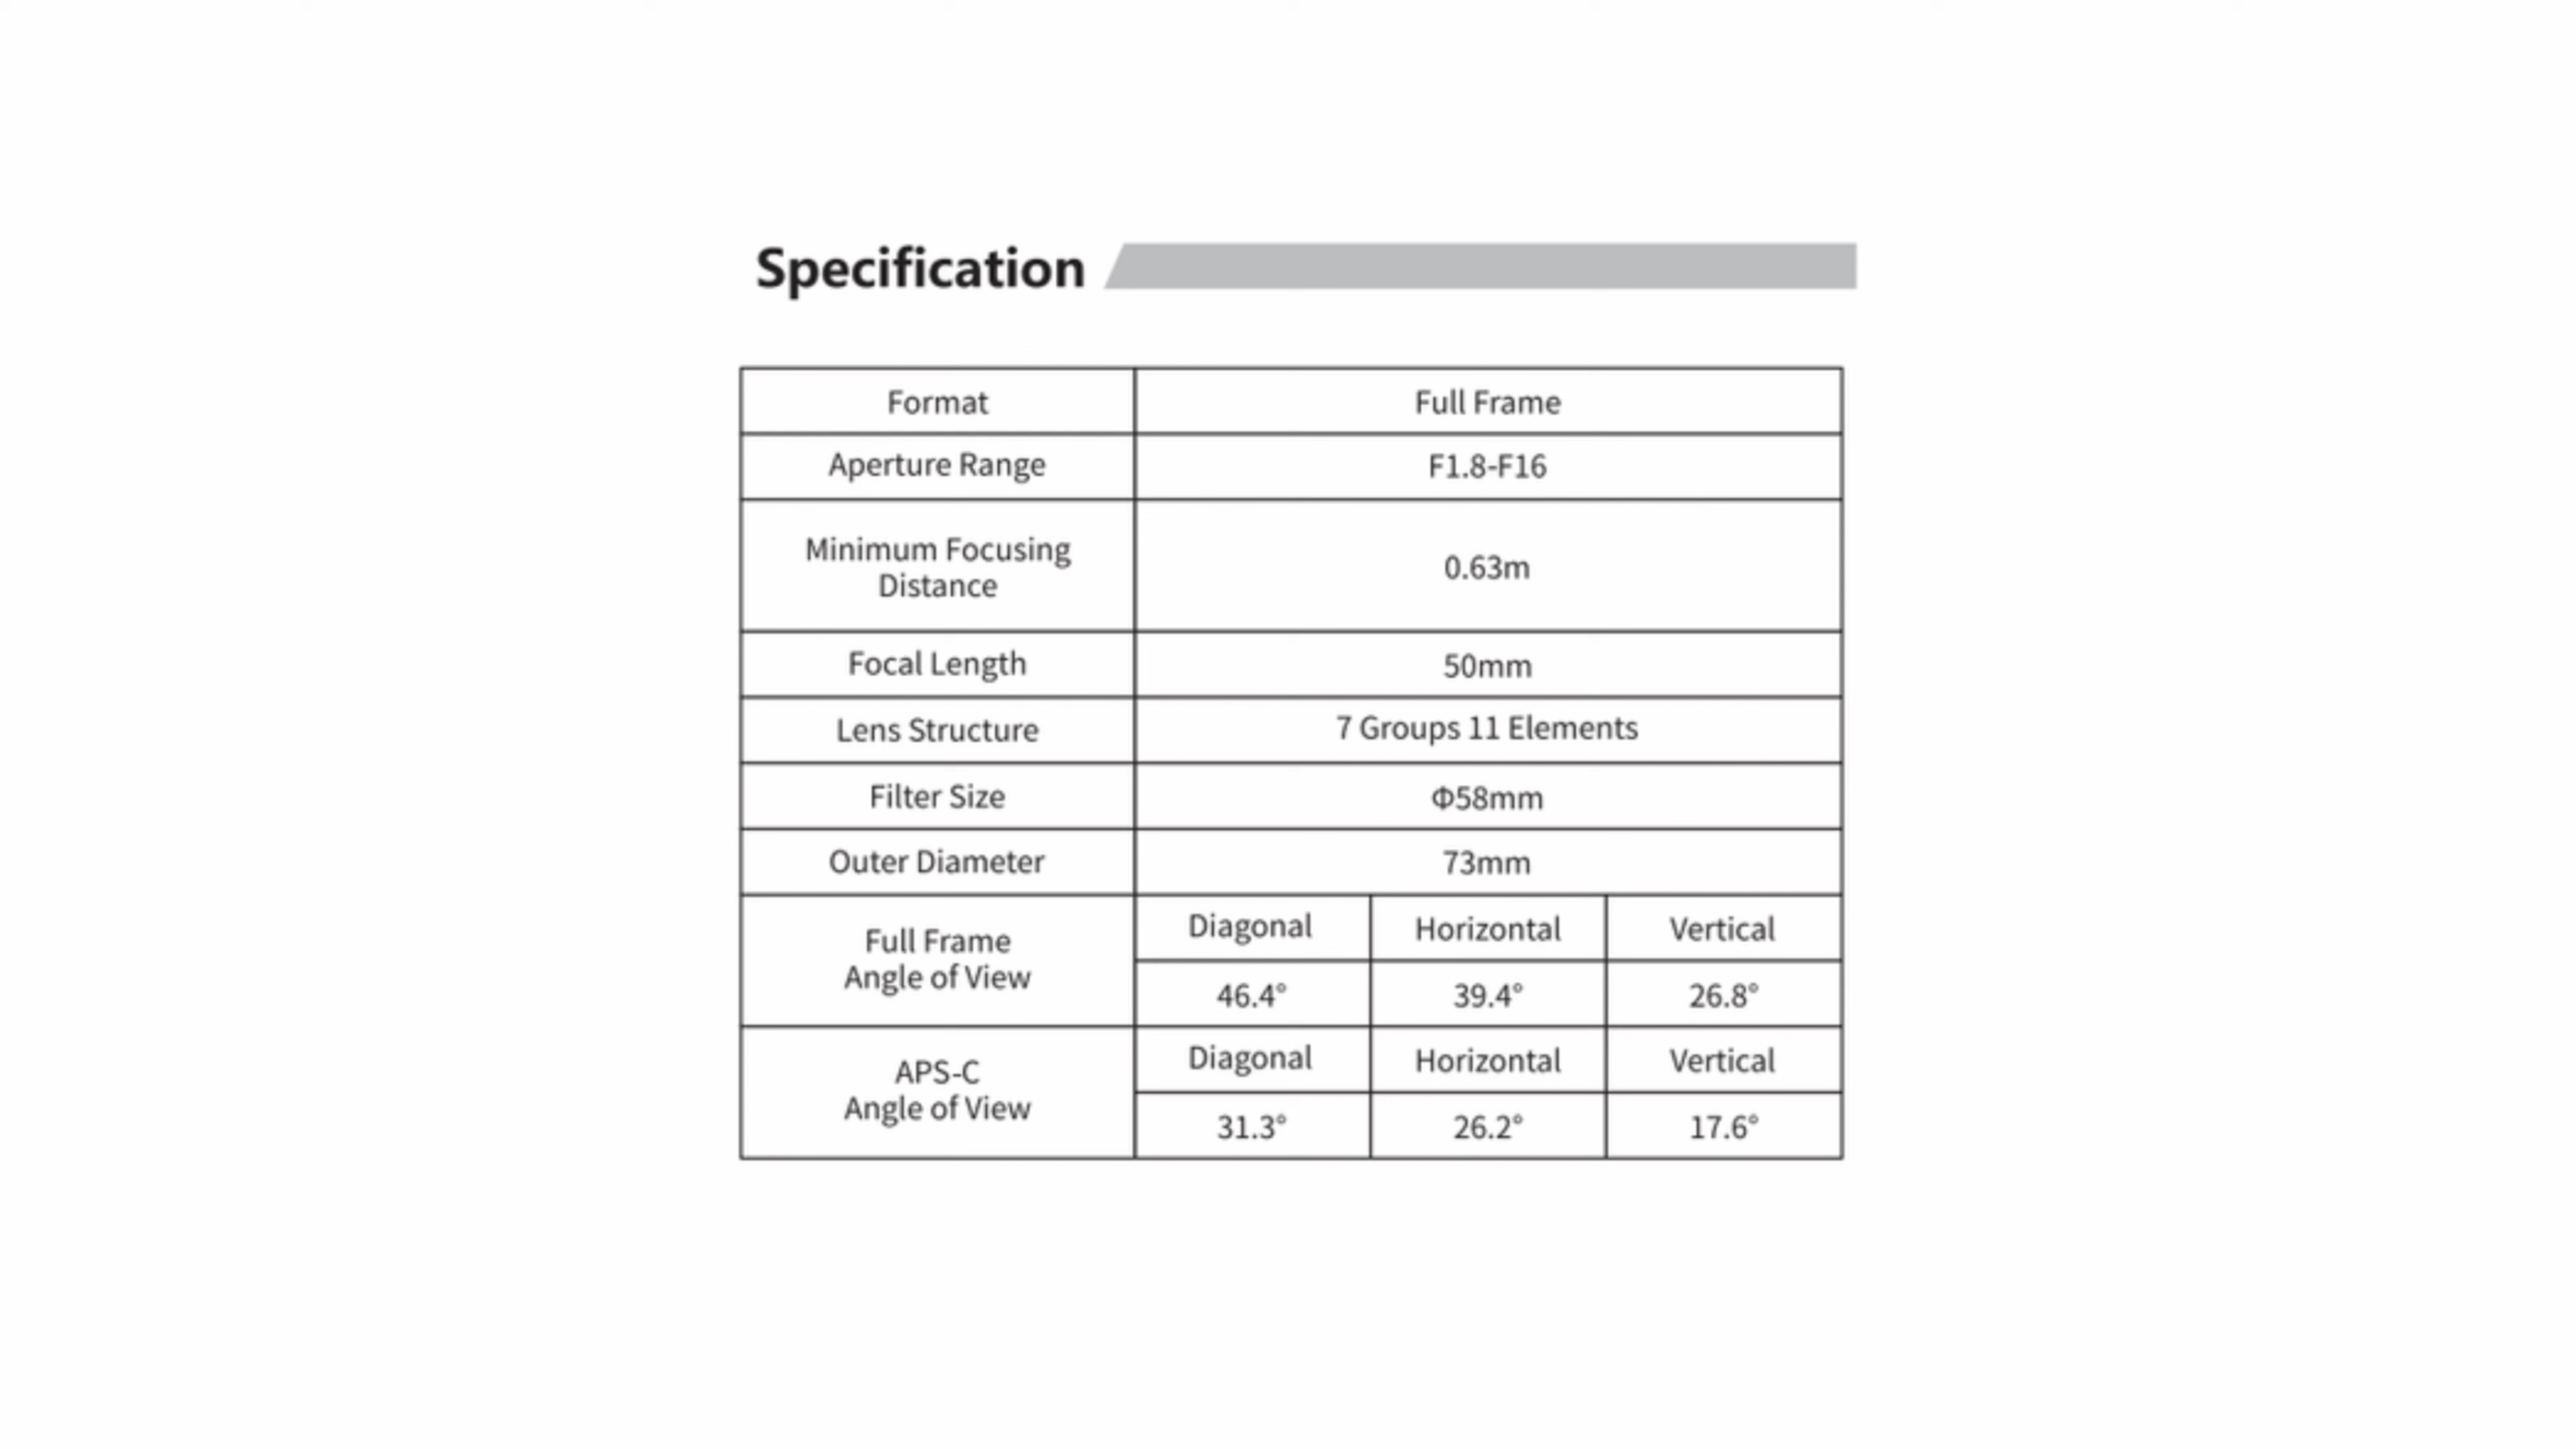 Specification
Format
Full Frame
Aperture Range
F1.8-F16
Minimum Focusing
Distance
0.63m
Focal Length
50mm
Lens Structure
7 Groups 11 Elements
Filter Size
Φ58mm
Outer Diameter
73mm
Full Frame
Angle of View
Diagonal
Horizontal
Vertical
46.4°
39.4°
26.8°
APS-C
Angle of View
Diagonal
Horizontal
Vertical
31.3°
26.2°
17.6°